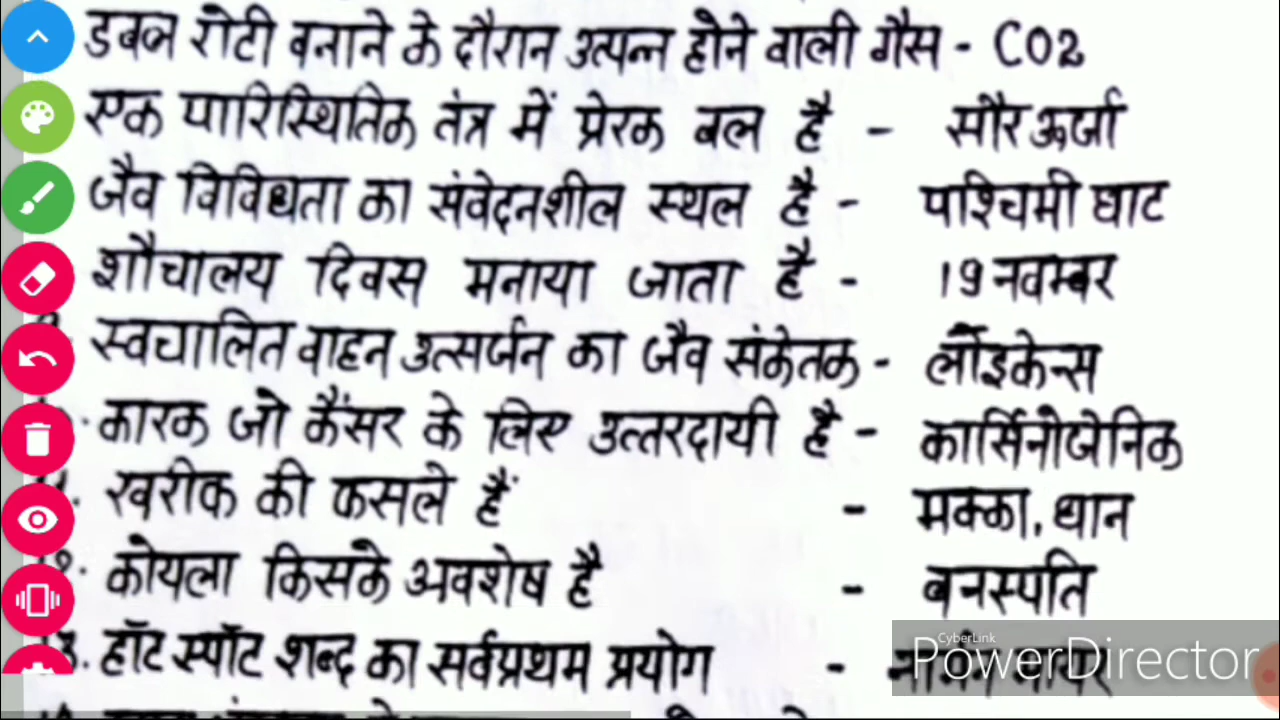 डबल रोटी बनाने के दौरान उत्पन्न होने वाली गैस - CO2
एक पारिस्थितिक तंत्र में प्रेरक बल है - सौर ऊर्जा
जैव विविधता का संवेदनशील स्थल है - पश्चिमी घाट
शौचालय दिवस मनाया जाता है - 19 नवम्बर
स्वचालित वाहन उत्सर्जन का जैव संकेतक - लाइकेन्स
कारक जो कैंसर के लिए उत्तरदायी है - कार्सिनोजेनिक
खरीफ की फसले हैं - मक्का, धान
कोयला किसके अवशेष है - वनस्पति
3. हॉट स्पॉट शब्द का सर्वप्रथम प्रयोग -
CyberLink
PowerDirector